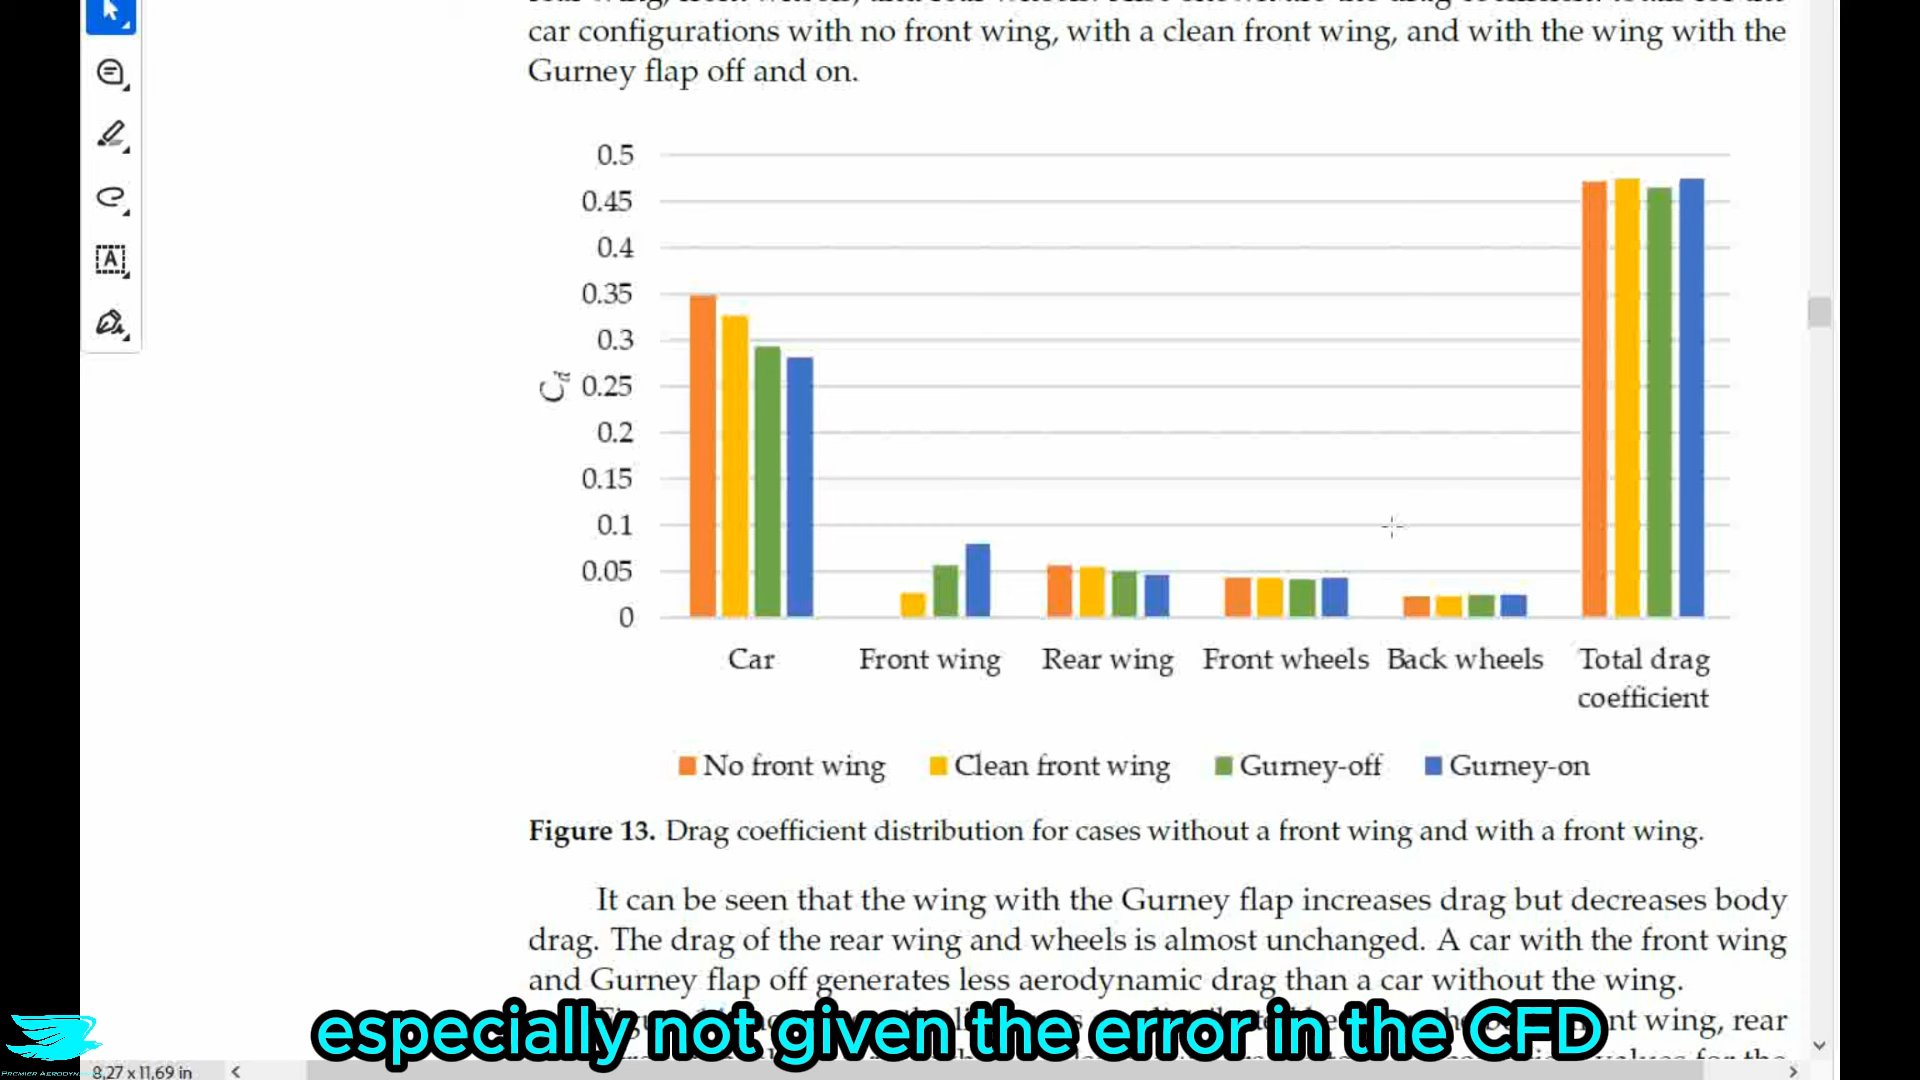 car configurations with no front wing, with a clean front wing, and with the wing with the
Gurney flap off and on.
0.5
0.45
0.4
0.35
0.3
0.25
0.2
0.15
0.1
0.05
0
Cd
Car
Front wing
Rear wing
Front wheels
Back wheels
Total drag
coefficient
No front wing
Clean front wing
Gurney-off
Gurney-on
Figure 13. Drag coefficient distribution for cases without a front wing and with a front wing.
It can be seen that the wing with the Gurney flap increases drag but decreases body
drag. The drag of the rear wing and wheels is almost unchanged. A car with the front wing
and Gurney flap off generates less aerodynamic drag than a car without the wing.
wing, rear
especially not given the error in the CFD
8,27 x 11,69 in